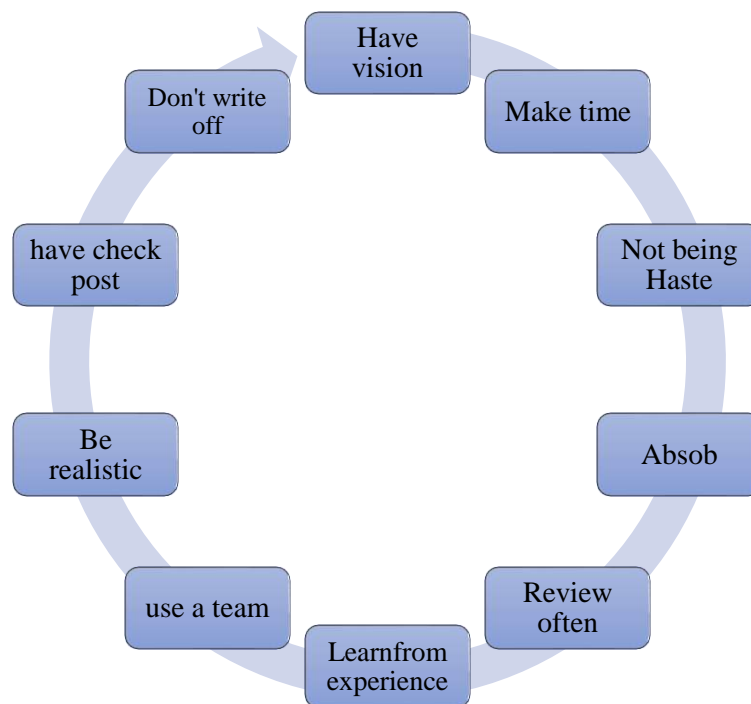 Have
vision
Make time
Not being
Haste
Absob
Review
often
Learnfrom
experience
use a team
Be
realistic
have check
post
Don't write
off